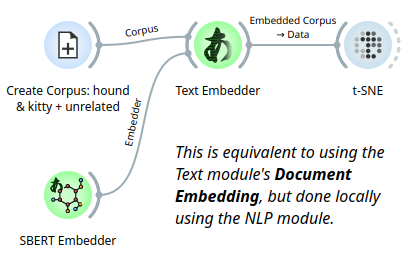 Corpus
Embedded Corpus
→ Data
Create Corpus: hound
& kitty + unrelated
Text Embedder
t-SNE
Embedder
SBERT Embedder
This is equivalent to using the
Text module's Document
Embedding, but done locally
using the NLP module.